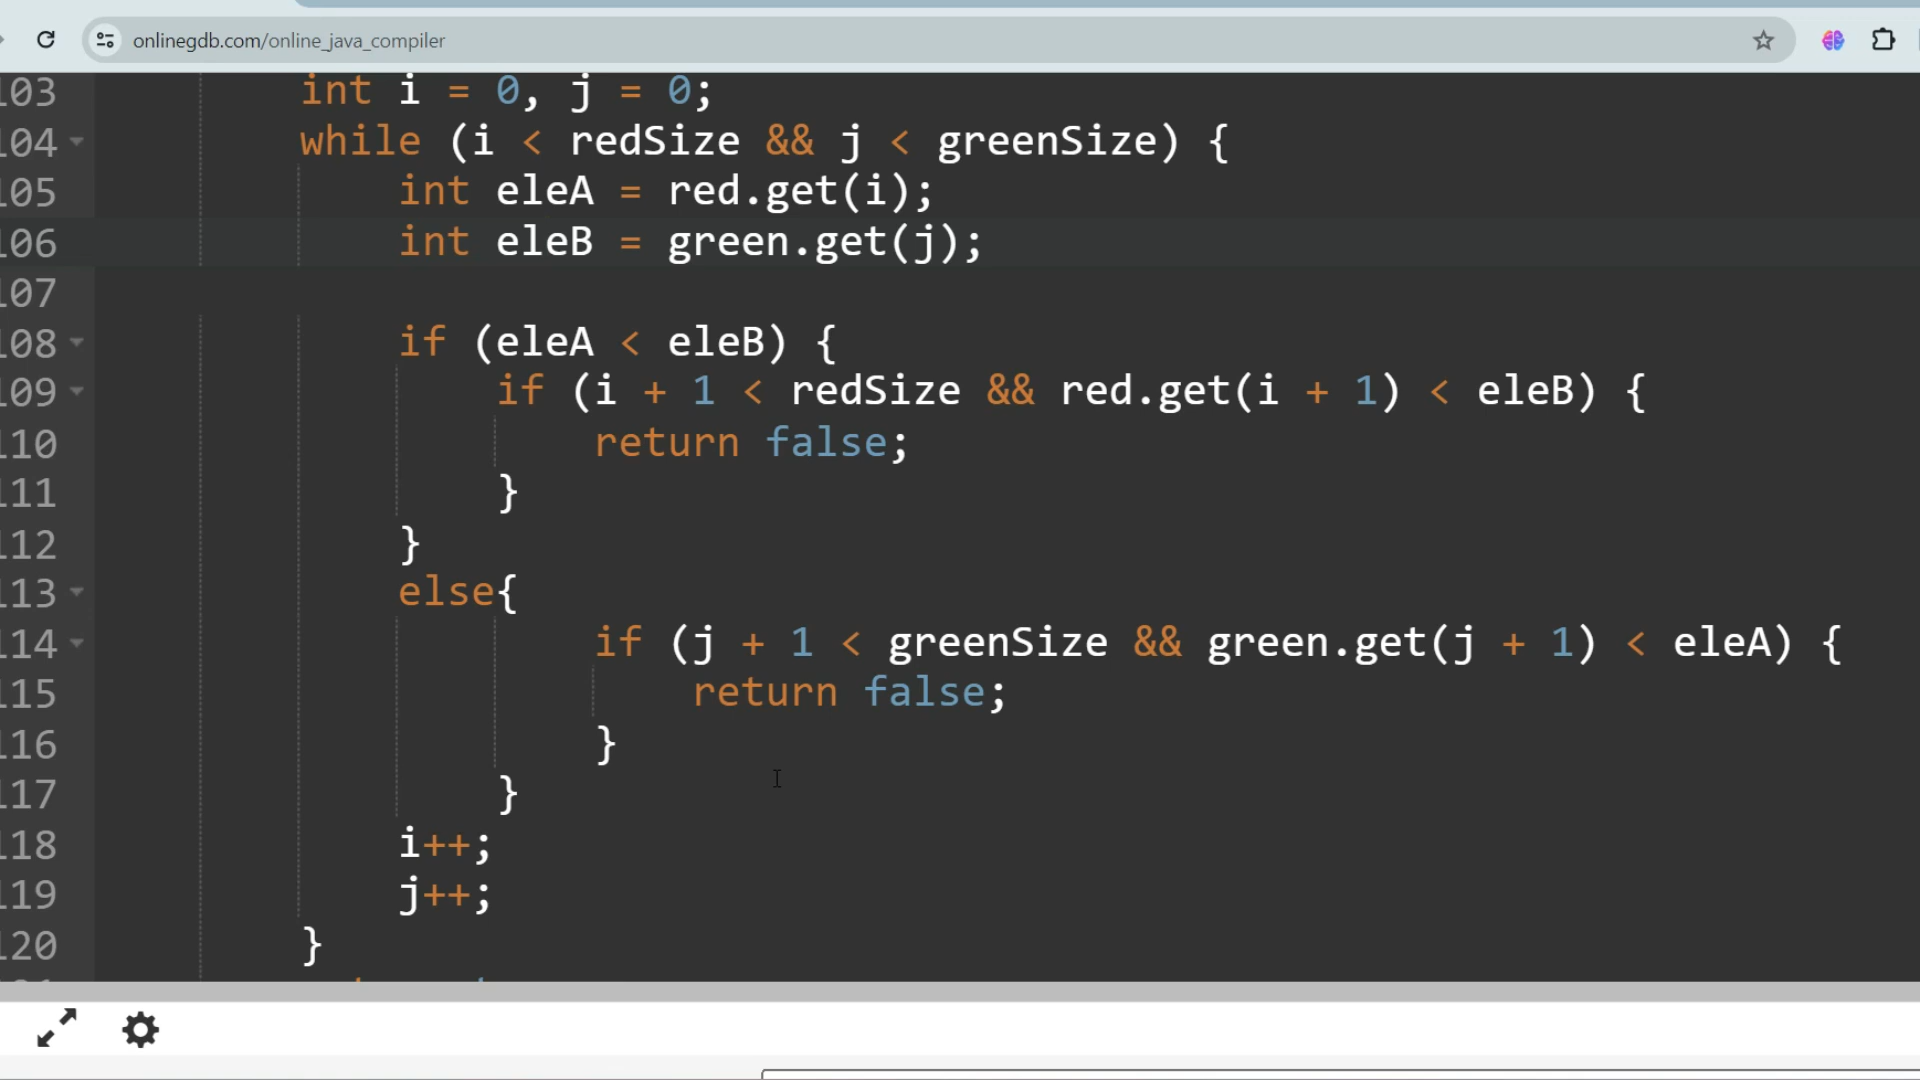 onlinegdb.com/online_java_compiler
103 int i = 0, j = 0;
104 while (i < redSize && j < greenSize) {
105 int eleA = red.get(i);
106 int eleB = green.get(j);
107
108 if (eleA < eleB) {
109 if (i + 1 < redSize && red.get(i + 1) < eleB) {
110 return false;
111 }
112 }
113 else{
114 if (j + 1 < greenSize && green.get(j + 1) < eleA) {
115 return false;
116 }
117 }
118 i++;
119 j++;
120 }